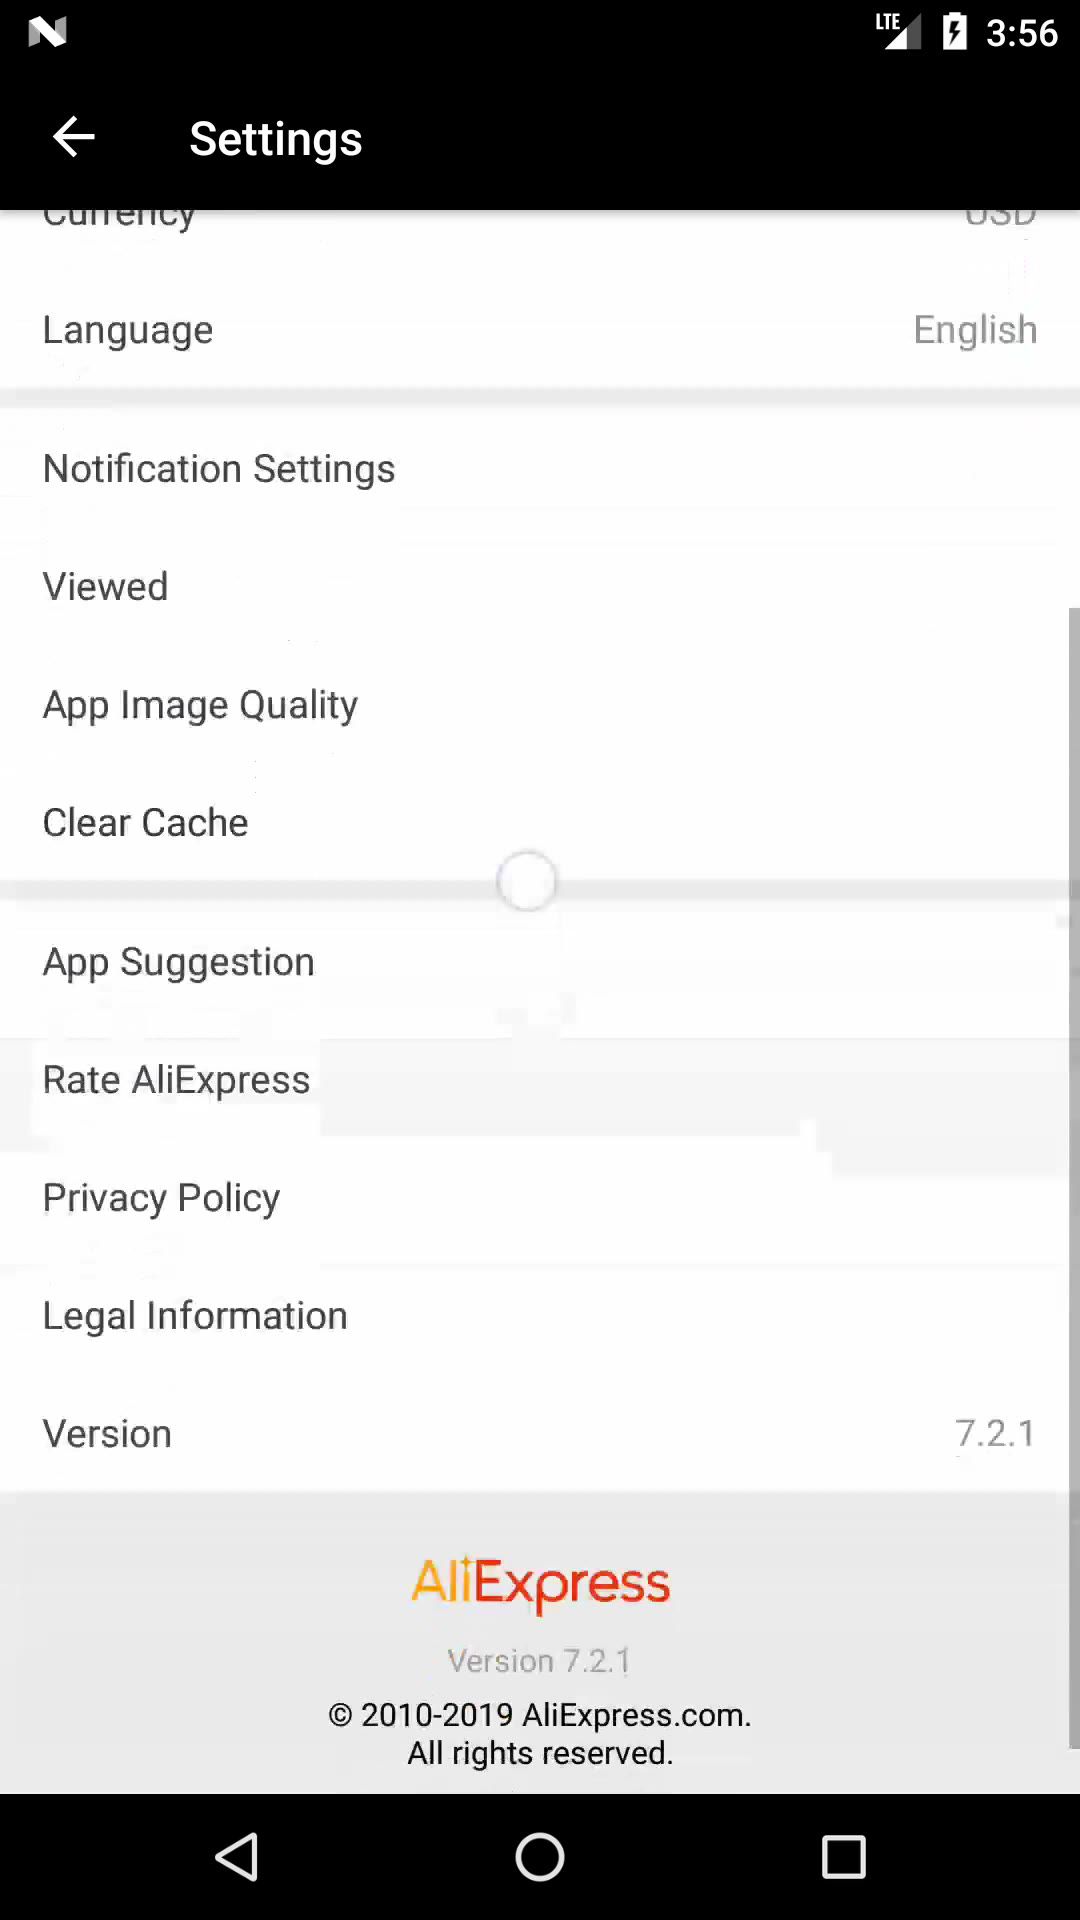 LTE 3:56
Settings
Currency USD
Language English
Notification Settings
Viewed
App Image Quality
Clear Cache
App Suggestion
Rate AliExpress
Privacy Policy
Legal Information
Version 7.2.1
AliExpress
Version 7.2.1
© 2010-2019 AliExpress.com.
All rights reserved.